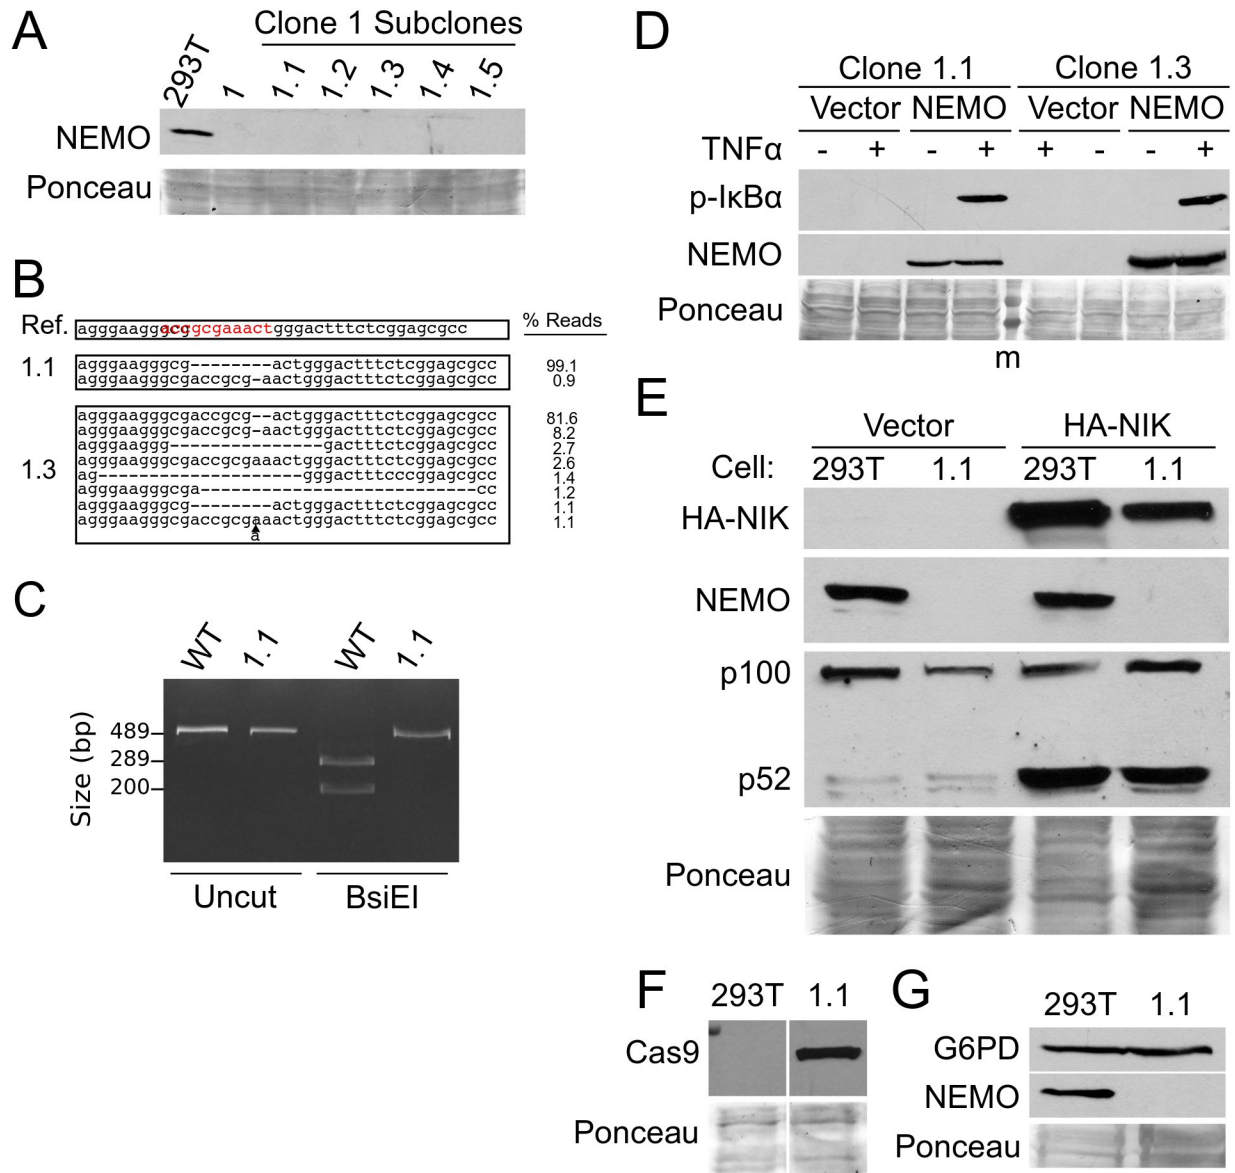 A
Clone 1 Subclones
293T 1 1.1 1.2 1.3 1.4 1.5
NEMO
Ponceau
B
Ref.
% Reads
1.1
agggaagggcg--------actgggactttctcggagcgcc 99.1
agggaagggcgaccgcg-aactgggactttctcggagcgcc 0.9
1.3
agggaagggcgaccgcg--actgggactttctcggagcgcc 81.6
agggaagggcgaccgcg-aactgggactttctcggagcgcc 8.2
agggaaggg---------------gactttctcggagcgcc 2.7
agggaagggcgaccgcgaaactgggactttctcggagcgcc 2.6
ag--------------------gggactttcccggagcgcc 1.4
agggaagggcga---------------------------cc 1.2
agggaagggcg--------actgggactttctcggagcgcc 1.1
agggaagggcgaccgcgaaactgggactttctcggagcgcc 1.1
a
C
WT 1.1 WT 1.1
Size (bp)
489
289
200
Uncut BsiEI
D
Clone 1.1 Clone 1.3
Vector NEMO Vector NEMO
TNFα - + - + + - - +
p-IκBα
NEMO
Ponceau
m
E
Vector HA-NIK
Cell: 293T 1.1 293T 1.1
HA-NIK
NEMO
p100
p52
Ponceau
F
293T 1.1
Cas9
Ponceau
G
293T 1.1
G6PD
NEMO
Ponceau